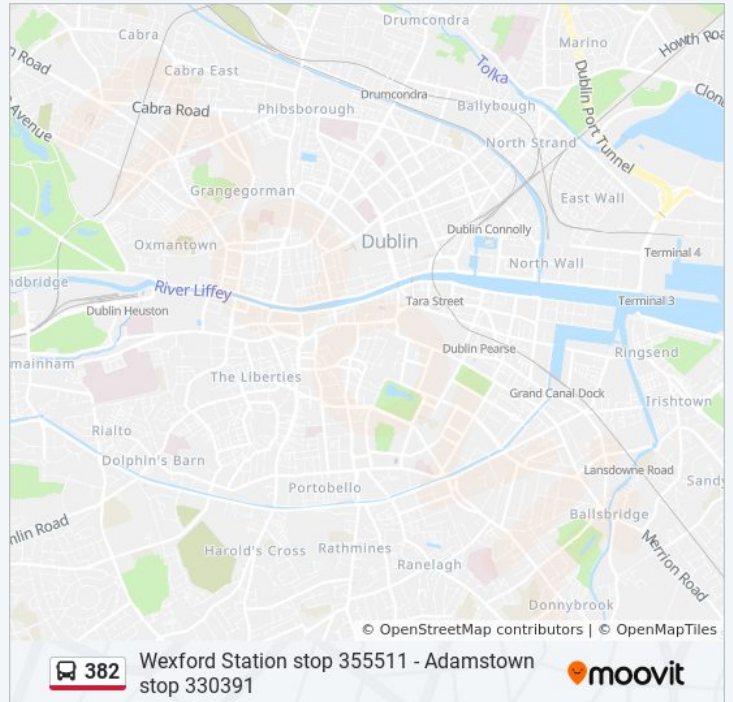 Drumcondra
Cabra
Marino
Howth Roa
n Road
Cabra East
Tolka
Drumcondra
Clont
Cabra Road
Phibsborough
Ballybough
Avenue
Dublin Port Tunnel
North Strand
Grangegorman
East Wall
Dublin Connolly
Oxmantown
Dublin
Terminal 4
North Wall
ndbridge
River Liffey
Tara Street
Terminal 3
Dublin Heuston
Dublin Pearse
Ringsend
mainham
The Liberties
Grand Canal Dock
Irishtown
Rialto
Dolphin's Barn
Lansdowne Road
Sandy
Portobello
Ballsbridge
nlin Road
Harold's Cross
Rathmines
Merrion Road
Ranelagh
Donnybrook
© OpenStreetMap contributors | © OpenMapTiles
382
Wexford Station stop 355511 - Adamstown
stop 330391
moovit